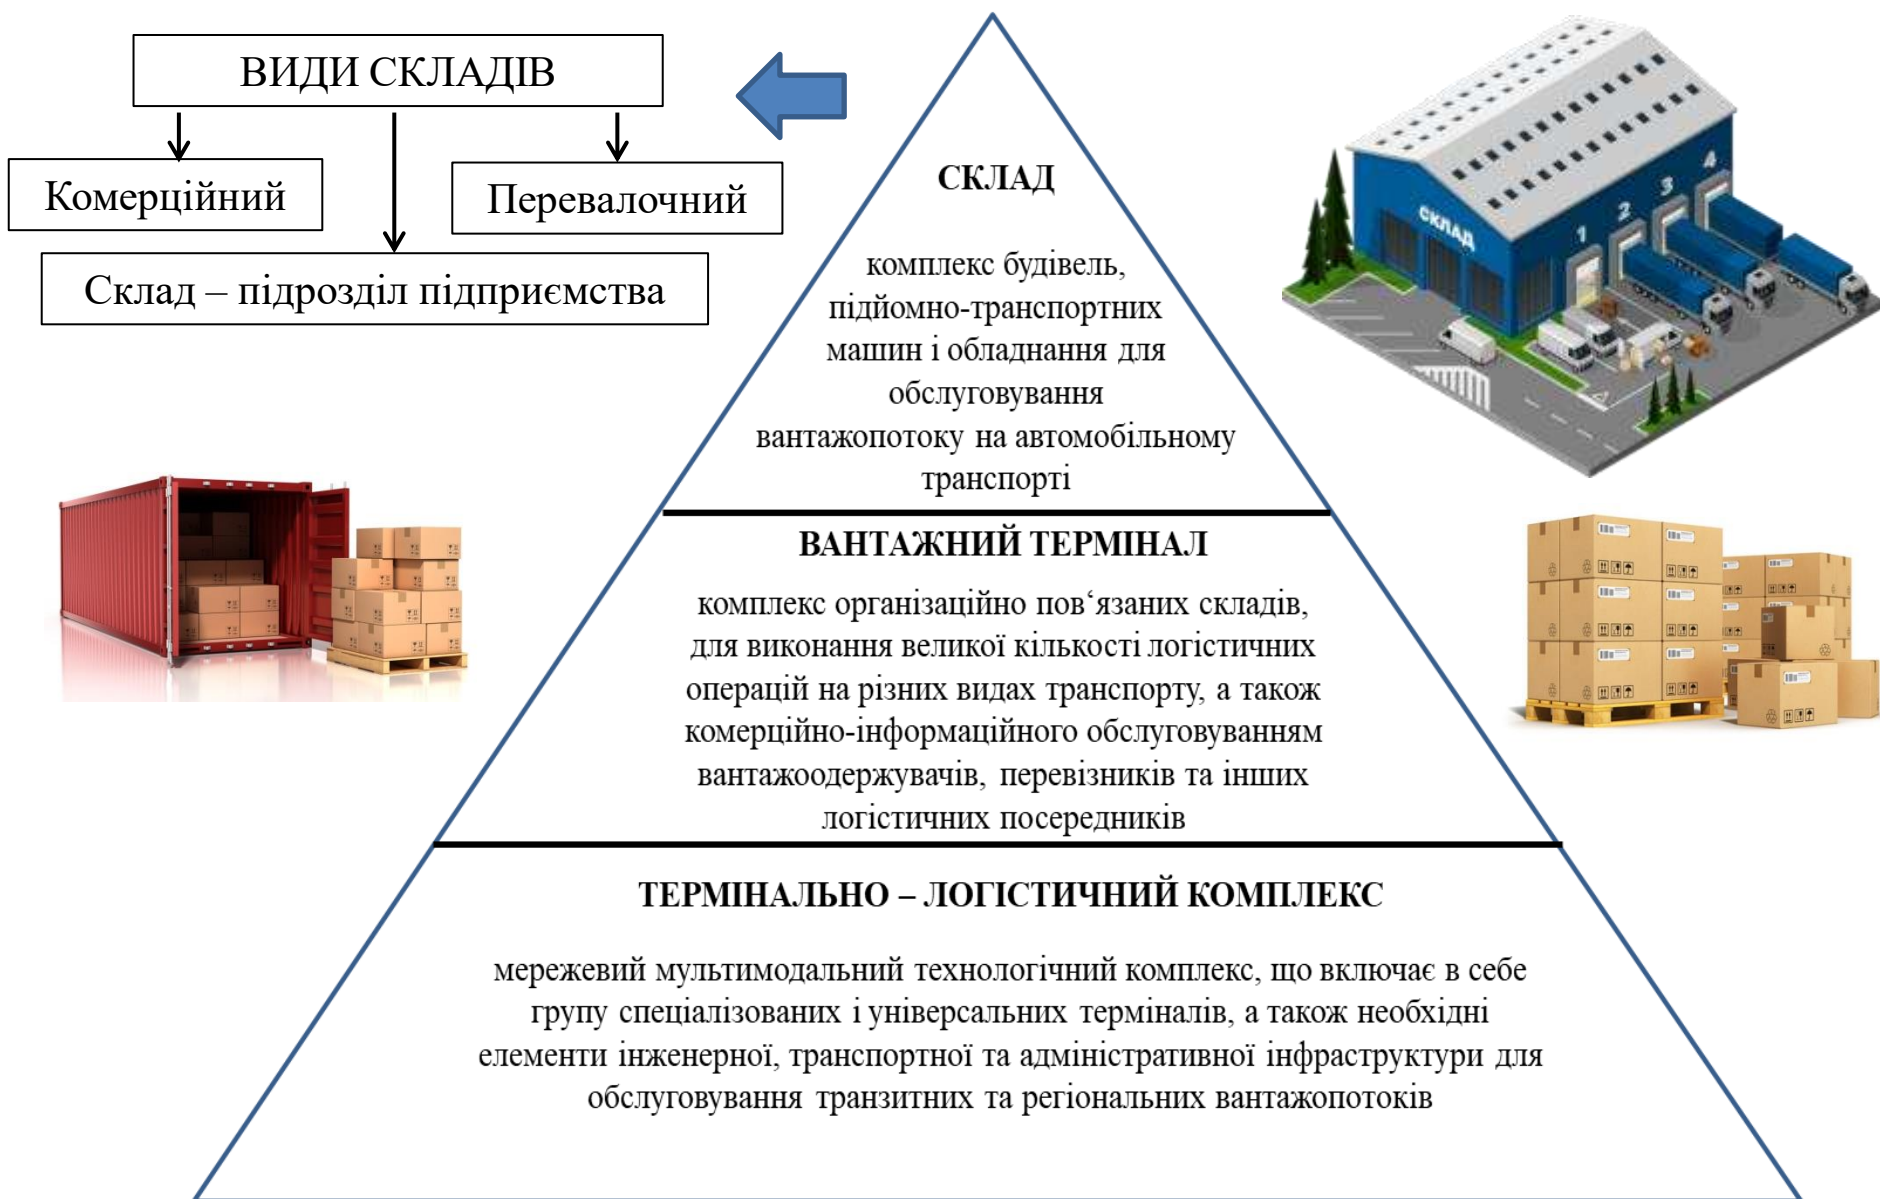 ВИДИ СКЛАДІВ
Комерційний
Перевалочний
Склад – підрозділ підприємства
СКЛАД
комплекс будівель,
підйомно-транспортних
машин і обладнання для
обслуговування
вантажопотоку на автомобільному
транспорті
СКЛАД
1
2
3
4
ВАНТАЖНИЙ ТЕРМІНАЛ
комплекс організаційно пов‘язаних складів,
для виконання великої кількості логістичних
операцій на різних видах транспорту, а також
комерційно-інформаційного обслуговуванням
вантажоодержувачів, перевізників та інших
логістичних посередників
ТЕРМІНАЛЬНО – ЛОГІСТИЧНИЙ КОМПЛЕКС
мережевий мультимодальний технологічний комплекс, що включає в себе
групу спеціалізованих і універсальних терміналів, а також необхідні
елементи інженерної, транспортної та адміністративної інфраструктури для
обслуговування транзитних та регіональних вантажопотоків